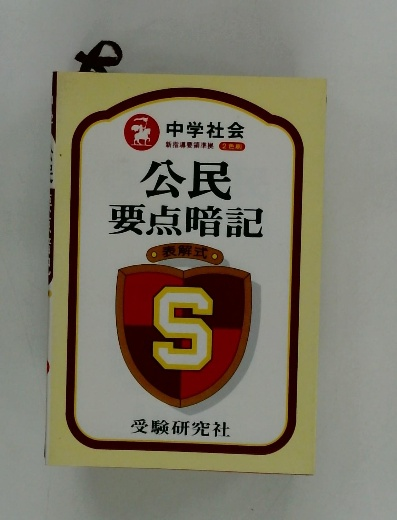 中学社会
新指導要領準拠 2色刷
公民
要点暗記
表解式
S
受験研究社